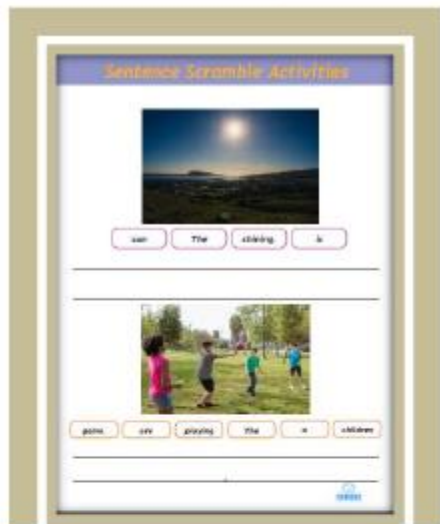 Sentence Scramble Activities
sun The shining. is
game. are playing The a children